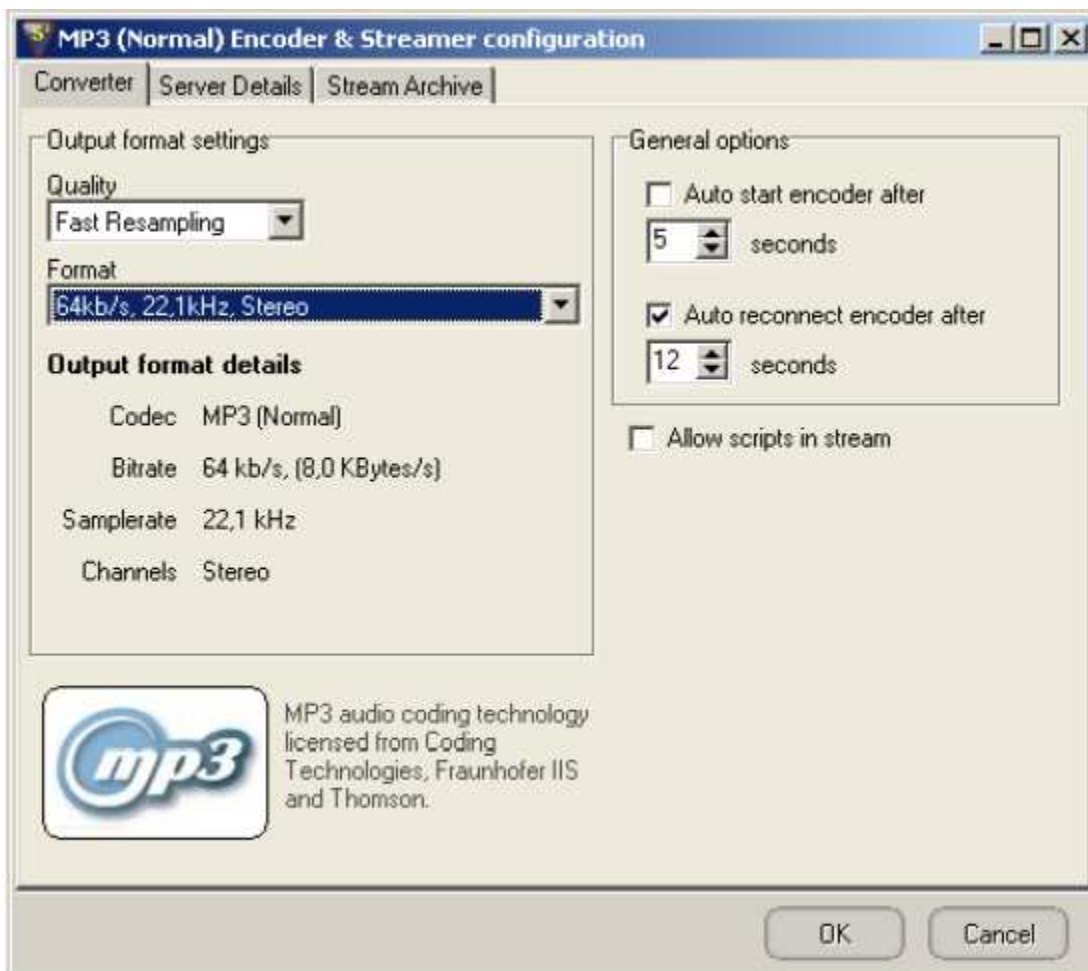 MP3 (Normal) Encoder & Streamer configuration
Converter
Server Details
Stream Archive
Output format settings
Quality
Fast Resampling
Format
64kb/s, 22,1kHz, Stereo
Output format details
Codec MP3 (Normal)
Bitrate 64 kb/s, (8,0 KBytes/s)
Samplerate 22,1 kHz
Channels Stereo
General options
Auto start encoder after
5 seconds
Auto reconnect encoder after
12 seconds
Allow scripts in stream
mp3
MP3 audio coding technology
licensed from Coding
Technologies, Fraunhofer IIS
and Thomson.
OK
Cancel